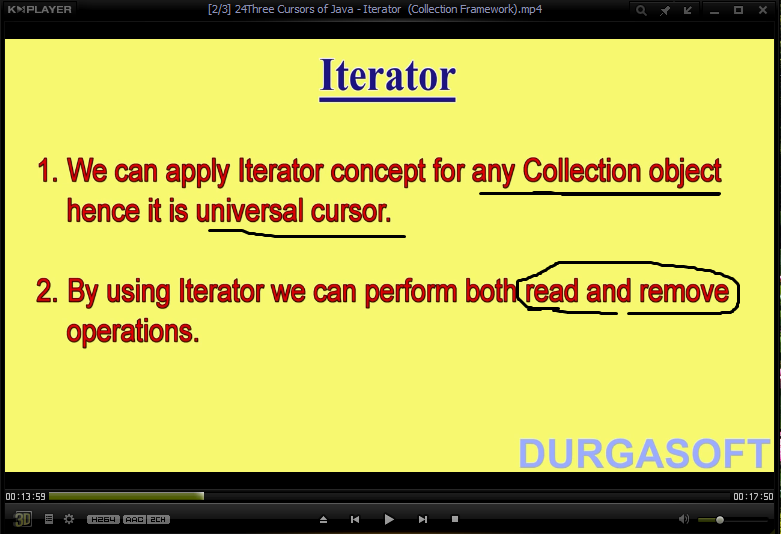 K▸MPLAYER
[2/3] 24Three Cursors of Java - Iterator (Collection Framework).mp4
Iterator
1. We can apply Iterator concept for any Collection object
hence it is universal cursor.
2. By using Iterator we can perform both read and remove
operations.
DURGASOFT
00:13:59
00:17:50
3D
H264
AAC
2CH